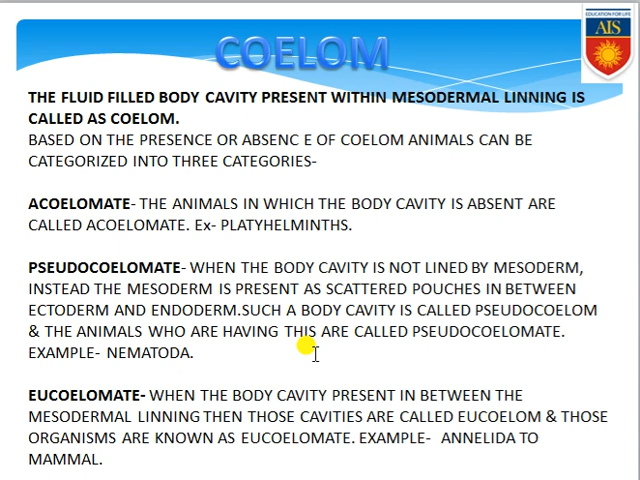 EDUCATION FOR LIFE
AIS
COELOM
THE FLUID FILLED BODY CAVITY PRESENT WITHIN MESODERMAL LINNING IS
CALLED AS COELOM.
BASED ON THE PRESENCE OR ABSENC E OF COELOM ANIMALS CAN BE
CATEGORIZED INTO THREE CATEGORIES-
ACOELOMATE- THE ANIMALS IN WHICH THE BODY CAVITY IS ABSENT ARE
CALLED ACOELOMATE. Ex- PLATYHELMINTHS.
PSEUDOCOELOMATE- WHEN THE BODY CAVITY IS NOT LINED BY MESODERM,
INSTEAD THE MESODERM IS PRESENT AS SCATTERED POUCHES IN BETWEEN
ECTODERM AND ENDODERM.SUCH A BODY CAVITY IS CALLED PSEUDOCOELOM
& THE ANIMALS WHO ARE HAVING THIS ARE CALLED PSEUDOCOELOMATE.
EXAMPLE- NEMATODA.
EUCOELOMATE- WHEN THE BODY CAVITY PRESENT IN BETWEEN THE
MESODERMAL LINNING THEN THOSE CAVITIES ARE CALLED EUCOELOM & THOSE
ORGANISMS ARE KNOWN AS EUCOELOMATE. EXAMPLE- ANNELIDA TO
MAMMAL.